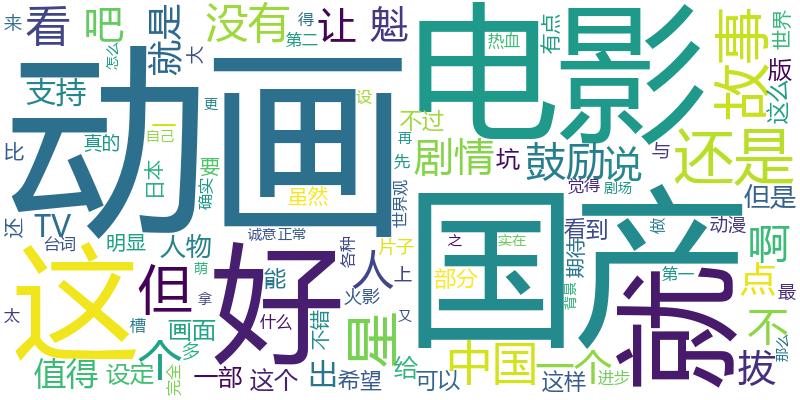 来
看
吧
就是
没有
得
第二
让
魁
电影
热血
有点
故事
世界
版
这么
怎么
大
支持
动画
更
设
不过
剧情
坑
鼓励
说
还是
与
比
真的
自己
日本
要
确实
虽然
再
先
世界观
觉得
剧场
但是
还
TV
台词
明显
人物
诚意
正常
各种
片子
之
实在
国产
看到
期待
做
动漫
啊
这
但
好
萌
拿
能
人
上
火影
部分
背景
就
第一
点
最
太
槽
画面
什么
不错
星
又
不
那么
值得
设定
个
多
完全
一部
这个
出
希望
给
可以
中国
一个
这样
进步
拔